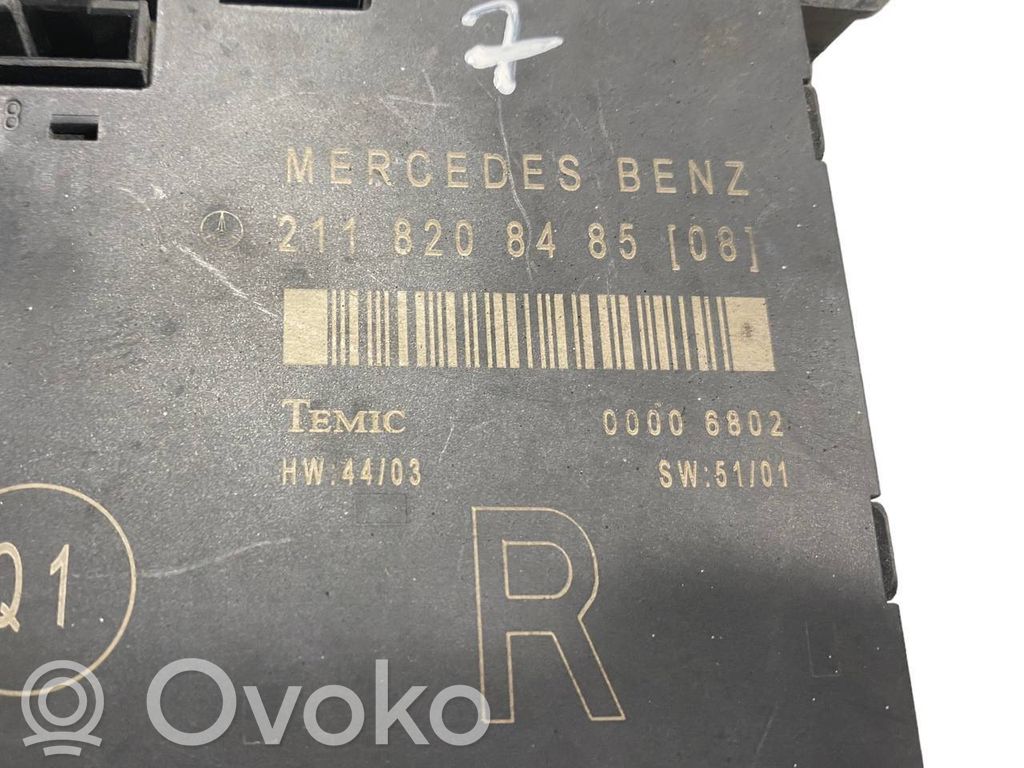 7
8
MERCEDES BENZ
211 820 84 85 [08]
TEMIC 0000 6802
HW:44/03 SW:51/01
Q1
R
Ovoko